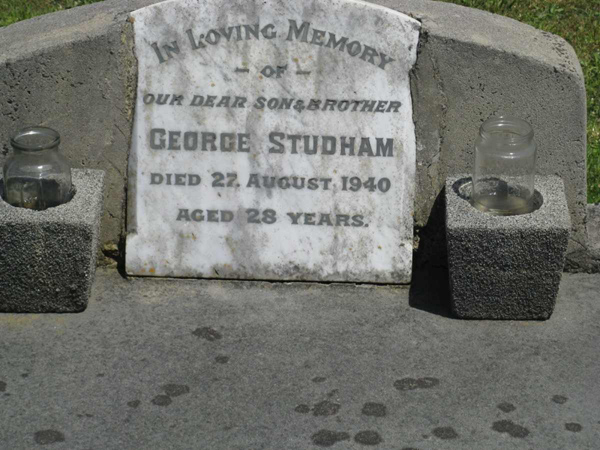 In Loving Memory
– OF –
OUR DEAR SON & BROTHER
GEORGE STUDHAM
DIED 27, AUGUST, 1940
AGED 28 YEARS.